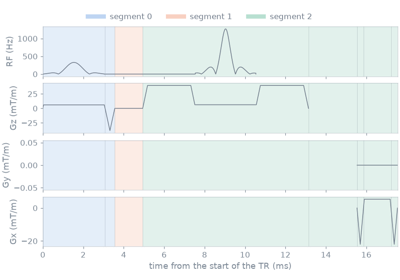 segment 0 segment 1 segment 2
RF (Hz)
1000
500
0
Gz (mT/m)
25
0
−25
Gy (mT/m)
0.05
0.00
−0.05
Gx (mT/m)
0
−20
0 2 4 6 8 10 12 14 16
time from the start of the TR (ms)